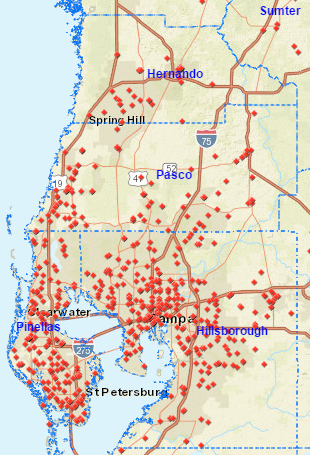 Sumter
Hernando
Spring Hill
75
52
19
41
Pasco
Clearwater
Tampa
Pinellas
Hillsborough
275
St Petersburg